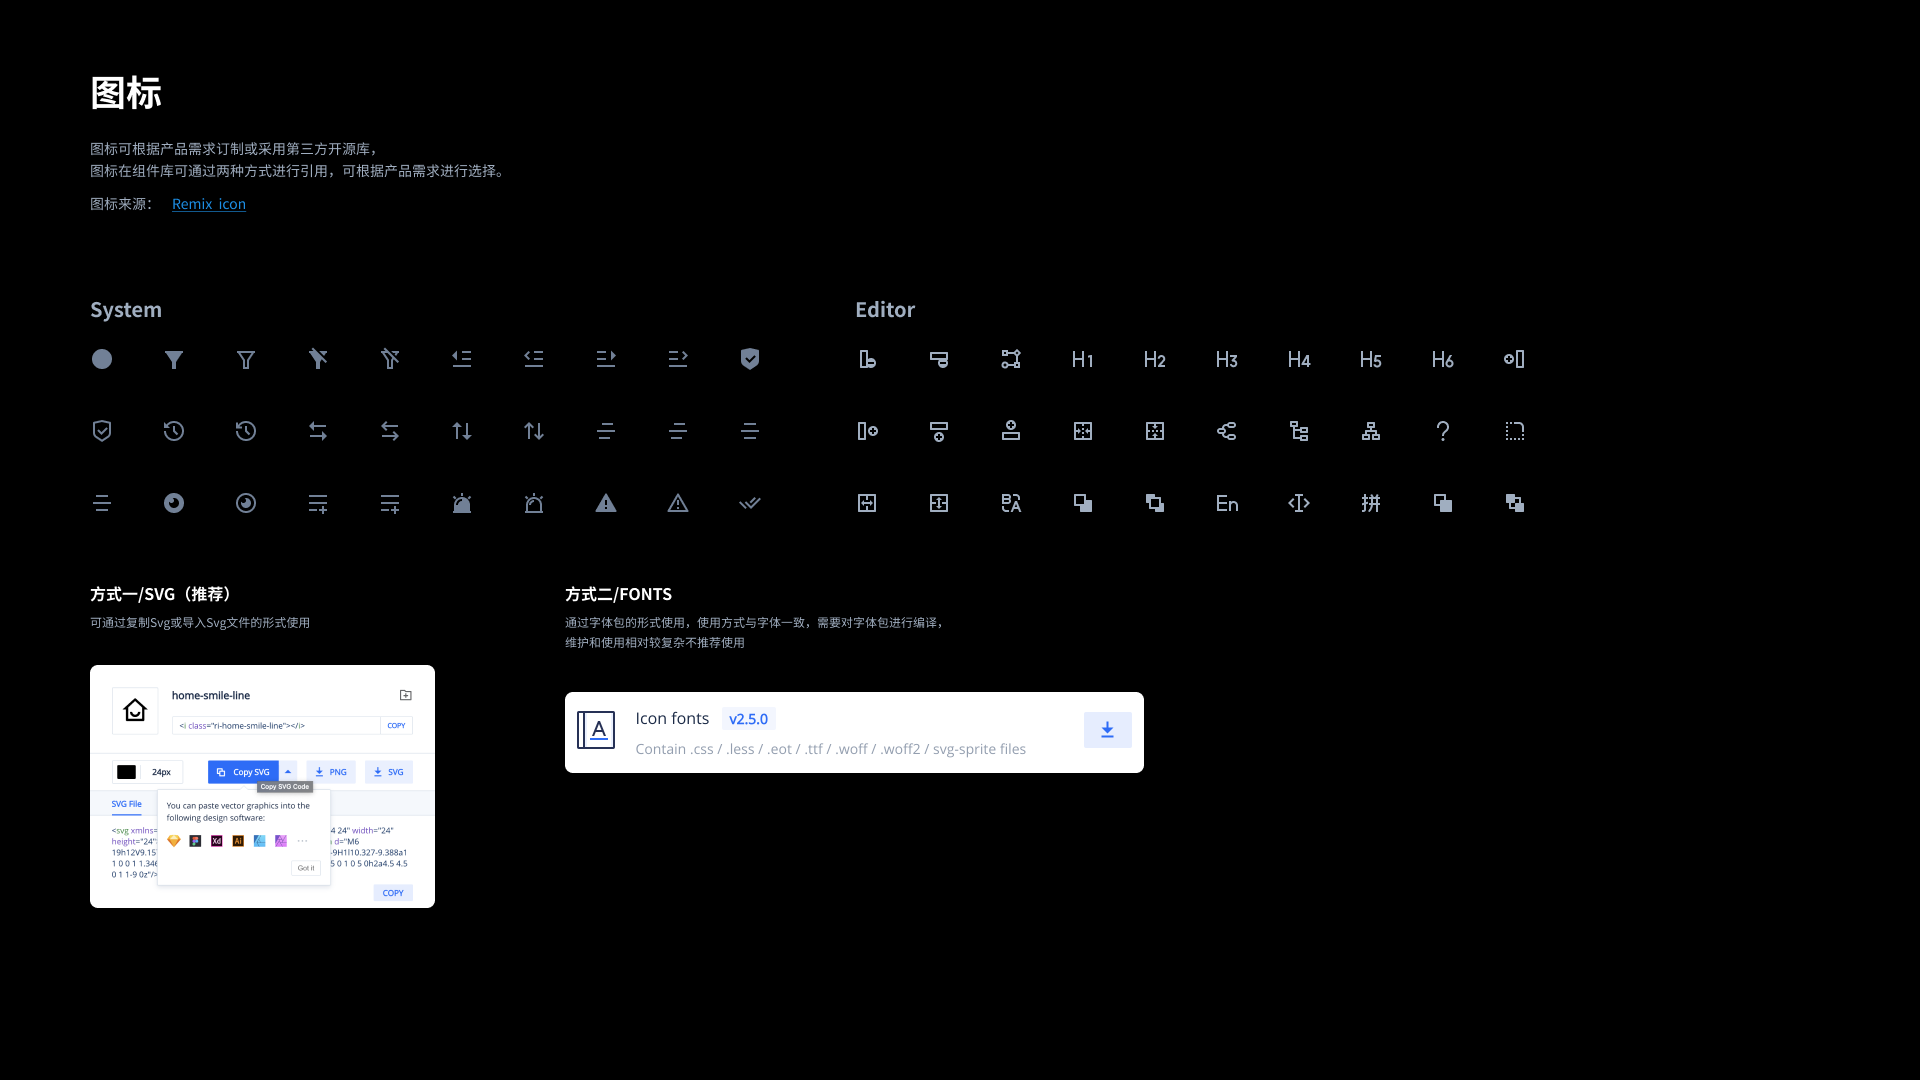 图标
图标可根据产品需求订制或采用第三方开源库，
图标在组件库可通过两种方式进行引用，可根据产品需求进行选择。
图标来源： Remix icon
System
Editor
H1 H2 H3 H4 H5 H6
B A En 拼
方式一/SVG（推荐）
可通过复制Svg或导入Svg文件的形式使用
home-smile-line
<i class="ri-home-smile-line"></i> COPY
24px Copy SVG PNG SVG
Copy SVG Code
SVG File
You can paste vector graphics into the
following design software:
Xd Ai ...
Got it
<svg xmlns= 4 24" width="24"
height="24" d="M6
19h12V9.15 -9H1l10.327-9.388a1
1 0 0 1 1.346 5 0 1 0 5 0h2a4.5 4.5
0 1 1-9 0z"/>
COPY
方式二/FONTS
通过字体包的形式使用，使用方式与字体一致，需要对字体包进行编译，
维护和使用相对较复杂不推荐使用
A
Icon fonts v2.5.0
Contain .css / .less / .eot / .ttf / .woff / .woff2 / svg-sprite files